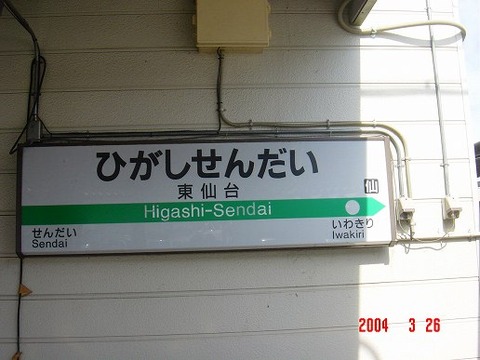 ひがしせんだい
東仙台
仙
Higashi-Sendai
せんだい
Sendai
いわきり
Iwakiri
2004 3 26